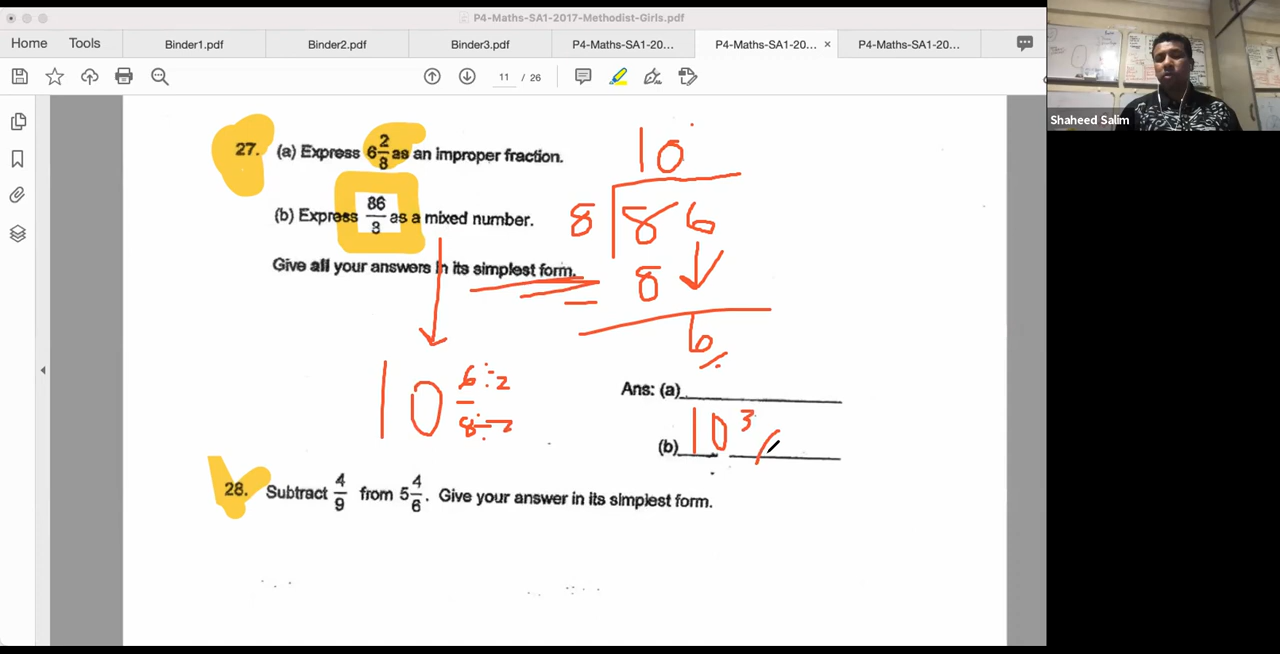 P4-Maths-SA1-2017-Methodist-Girls.pdf
Home Tools Binder1.pdf Binder2.pdf Binder3.pdf P4-Maths-SA1-20... P4-Maths-SA1-20... × P4-Maths-SA1-20...
11 / 26
Shaheed Salim
27. (a) Express 6 2/8 as an improper fraction.
(b) Express 86/8 as a mixed number.
Give all your answers in its simplest form.
10
8 86
8
6
10 6÷2
8÷2
Ans: (a)
(b) 10 3/
28. Subtract 4/9 from 5 4/6. Give your answer in its simplest form.